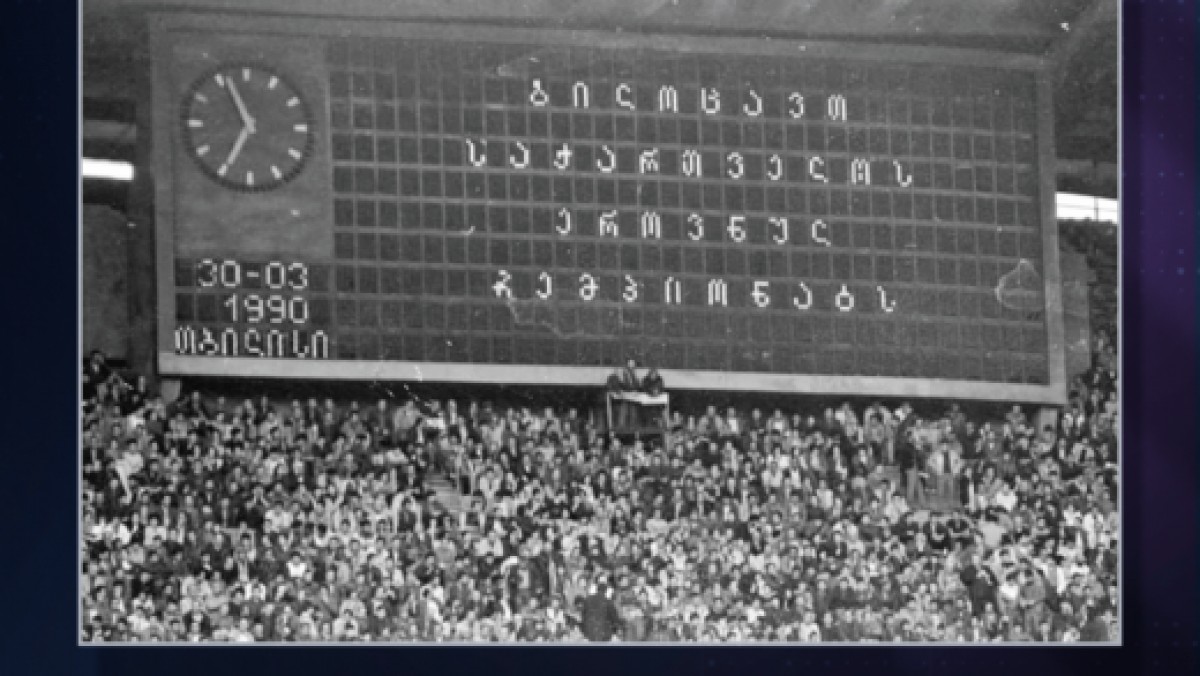 გილოცავთ
საქართველოს
ეროვნულ
ჩემპიონატს
30-03
1990
თბილისი